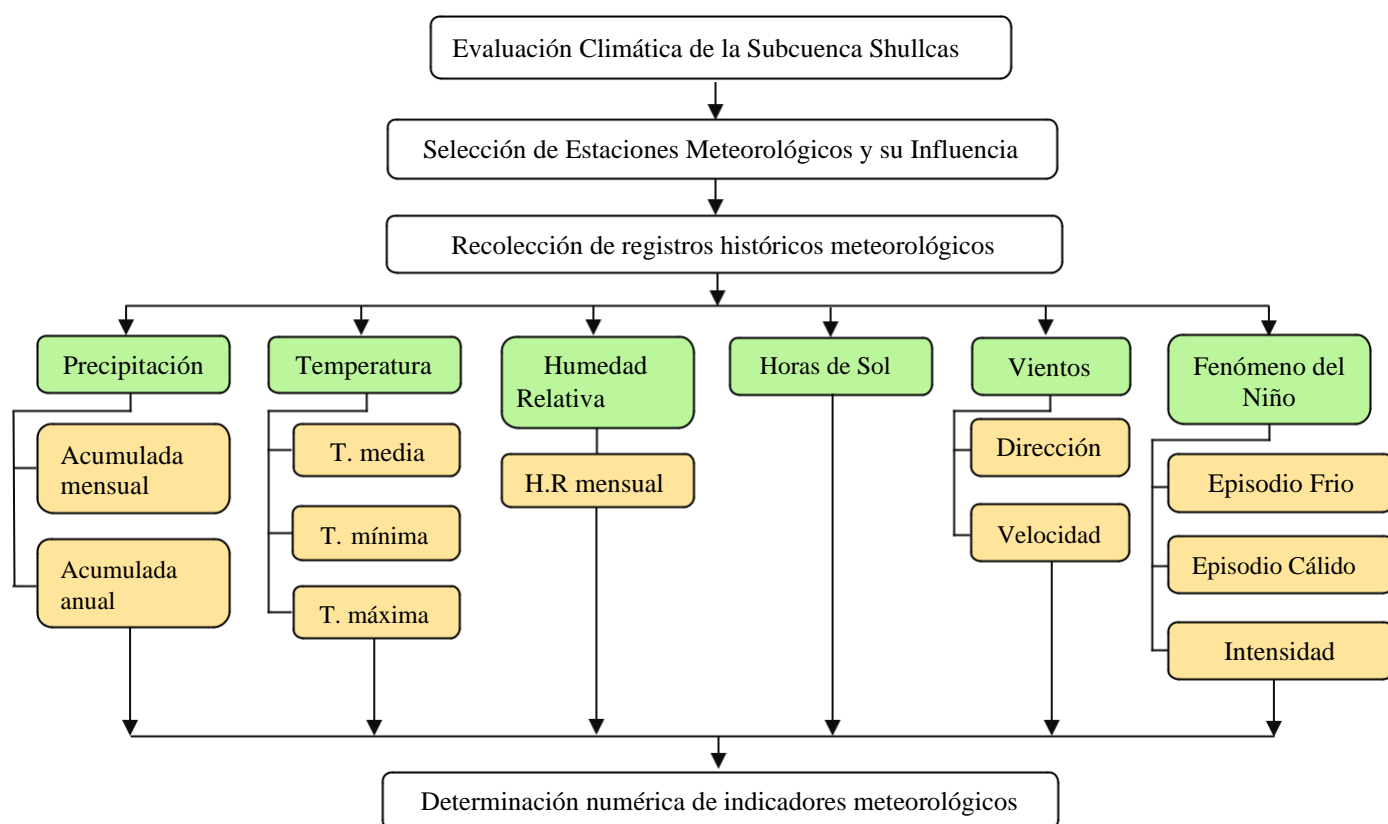 Evaluación Climática de la Subcuenca Shullcas
Selección de Estaciones Meteorológicos y su Influencia
Recolección de registros históricos meteorológicos
Precipitación
Acumulada
mensual
Acumulada
anual
Temperatura
T. media
T. mínima
T. máxima
Humedad
Relativa
H.R mensual
Horas de Sol
Vientos
Dirección
Velocidad
Fenómeno del
Niño
Episodio Frio
Episodio Cálido
Intensidad
Determinación numérica de indicadores meteorológicos